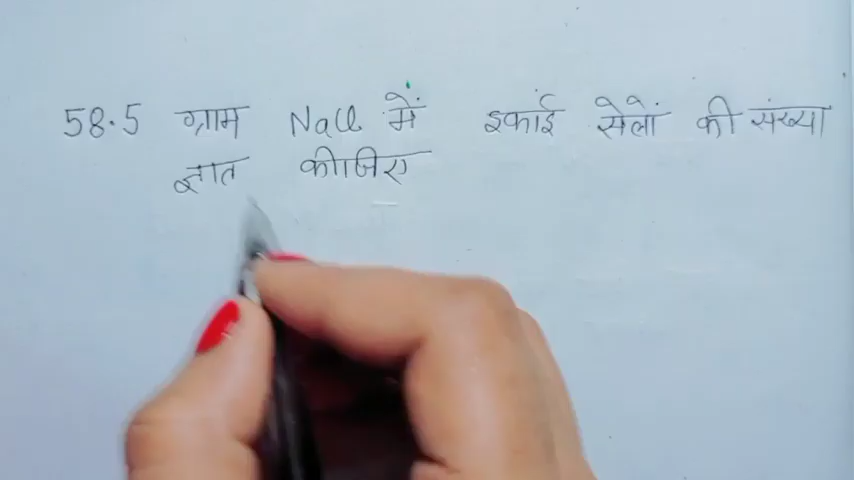 58.5 ग्राम NaCl में इकाई सेलों की संख्या
ज्ञात कीजिए